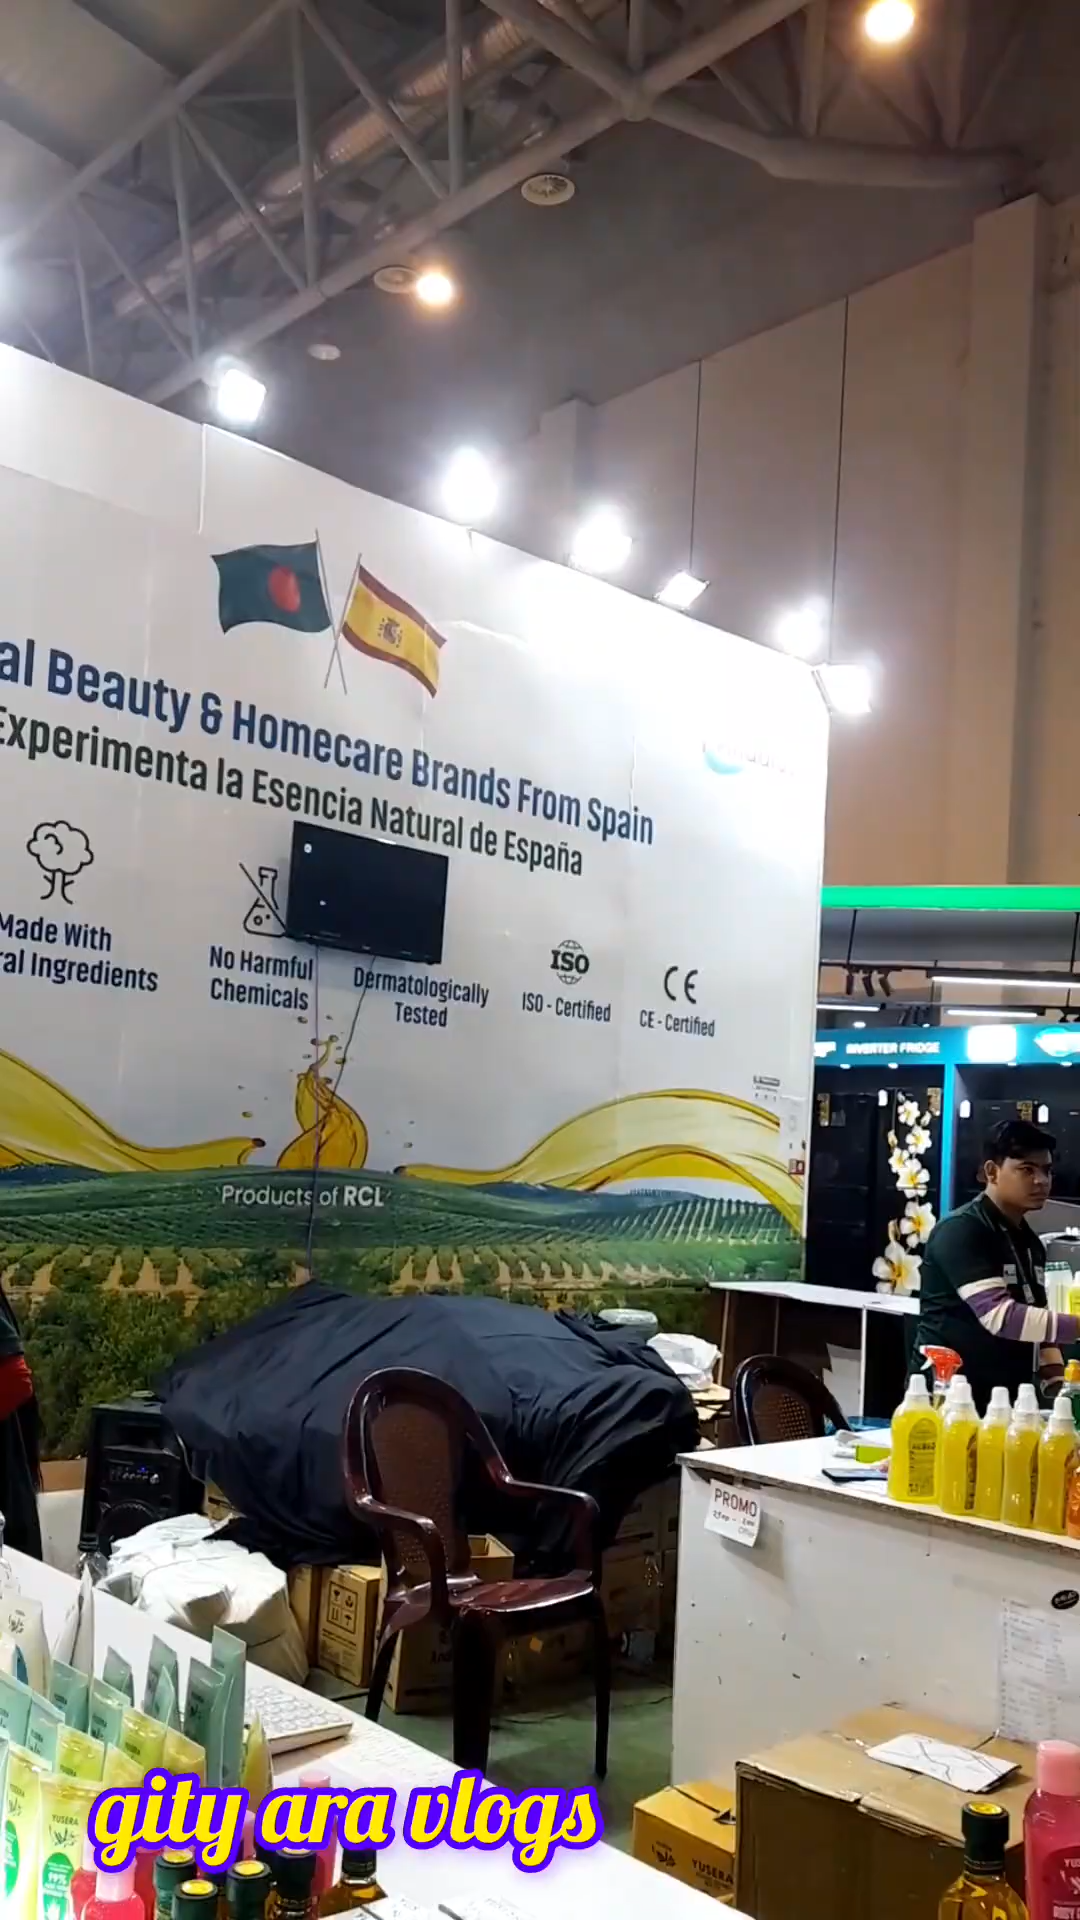 al Beauty & Homecare Brands From Spain
Experimenta la Esencia Natural de España
Made With
ral Ingredients
No Harmful
Chemicals
Dermatologically
Tested
ISO
ISO - Certified
CE
CE - Certified
INVERTER FRIDGE
Products of RCL
PROMO
YUSERA
YUSERA
gity ara vlogs